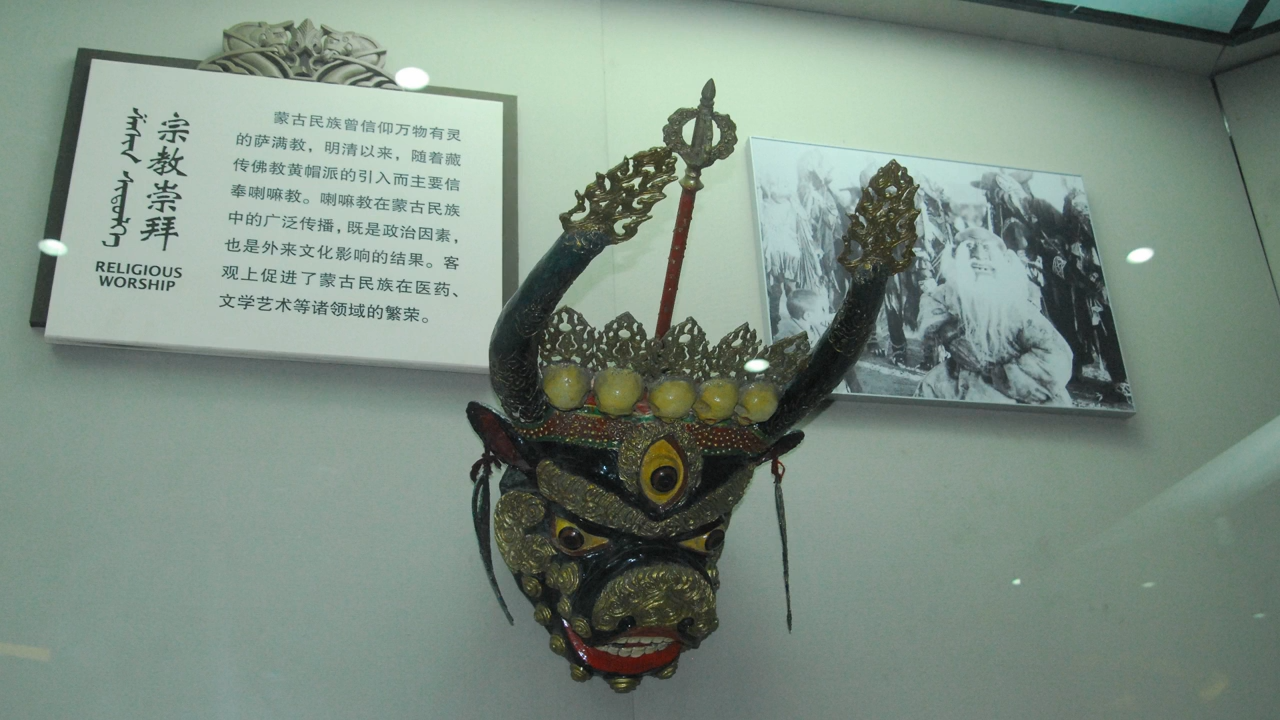 宗教崇拜
RELIGIOUS
WORSHIP
蒙古民族曾信仰万物有灵
的萨满教，明清以来，随着藏
传佛教黄帽派的引入而主要信
奉喇嘛教。喇嘛教在蒙古民族
中的广泛传播，既是政治因素，
也是外来文化影响的结果。客
观上促进了蒙古民族在医药、
文学艺术等诸领域的繁荣。